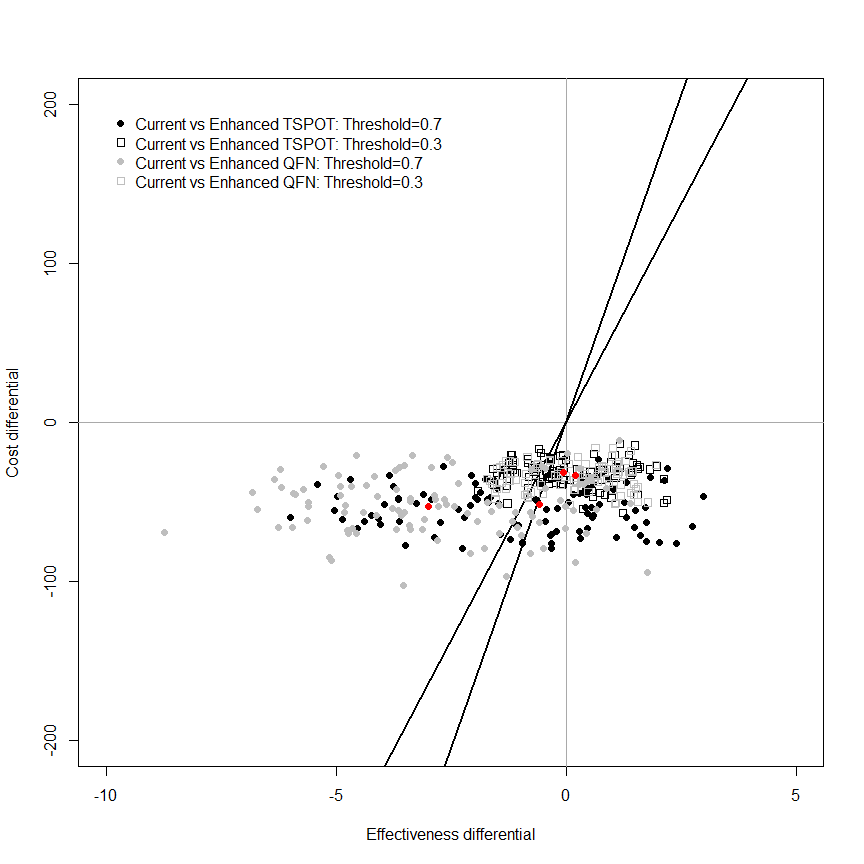 Current vs Enhanced TSPOT: Threshold=0.7
Current vs Enhanced TSPOT: Threshold=0.3
Current vs Enhanced QFN: Threshold=0.7
Current vs Enhanced QFN: Threshold=0.3
Cost differential
200
100
0
-100
-200
-10
-5
0
5
Effectiveness differential